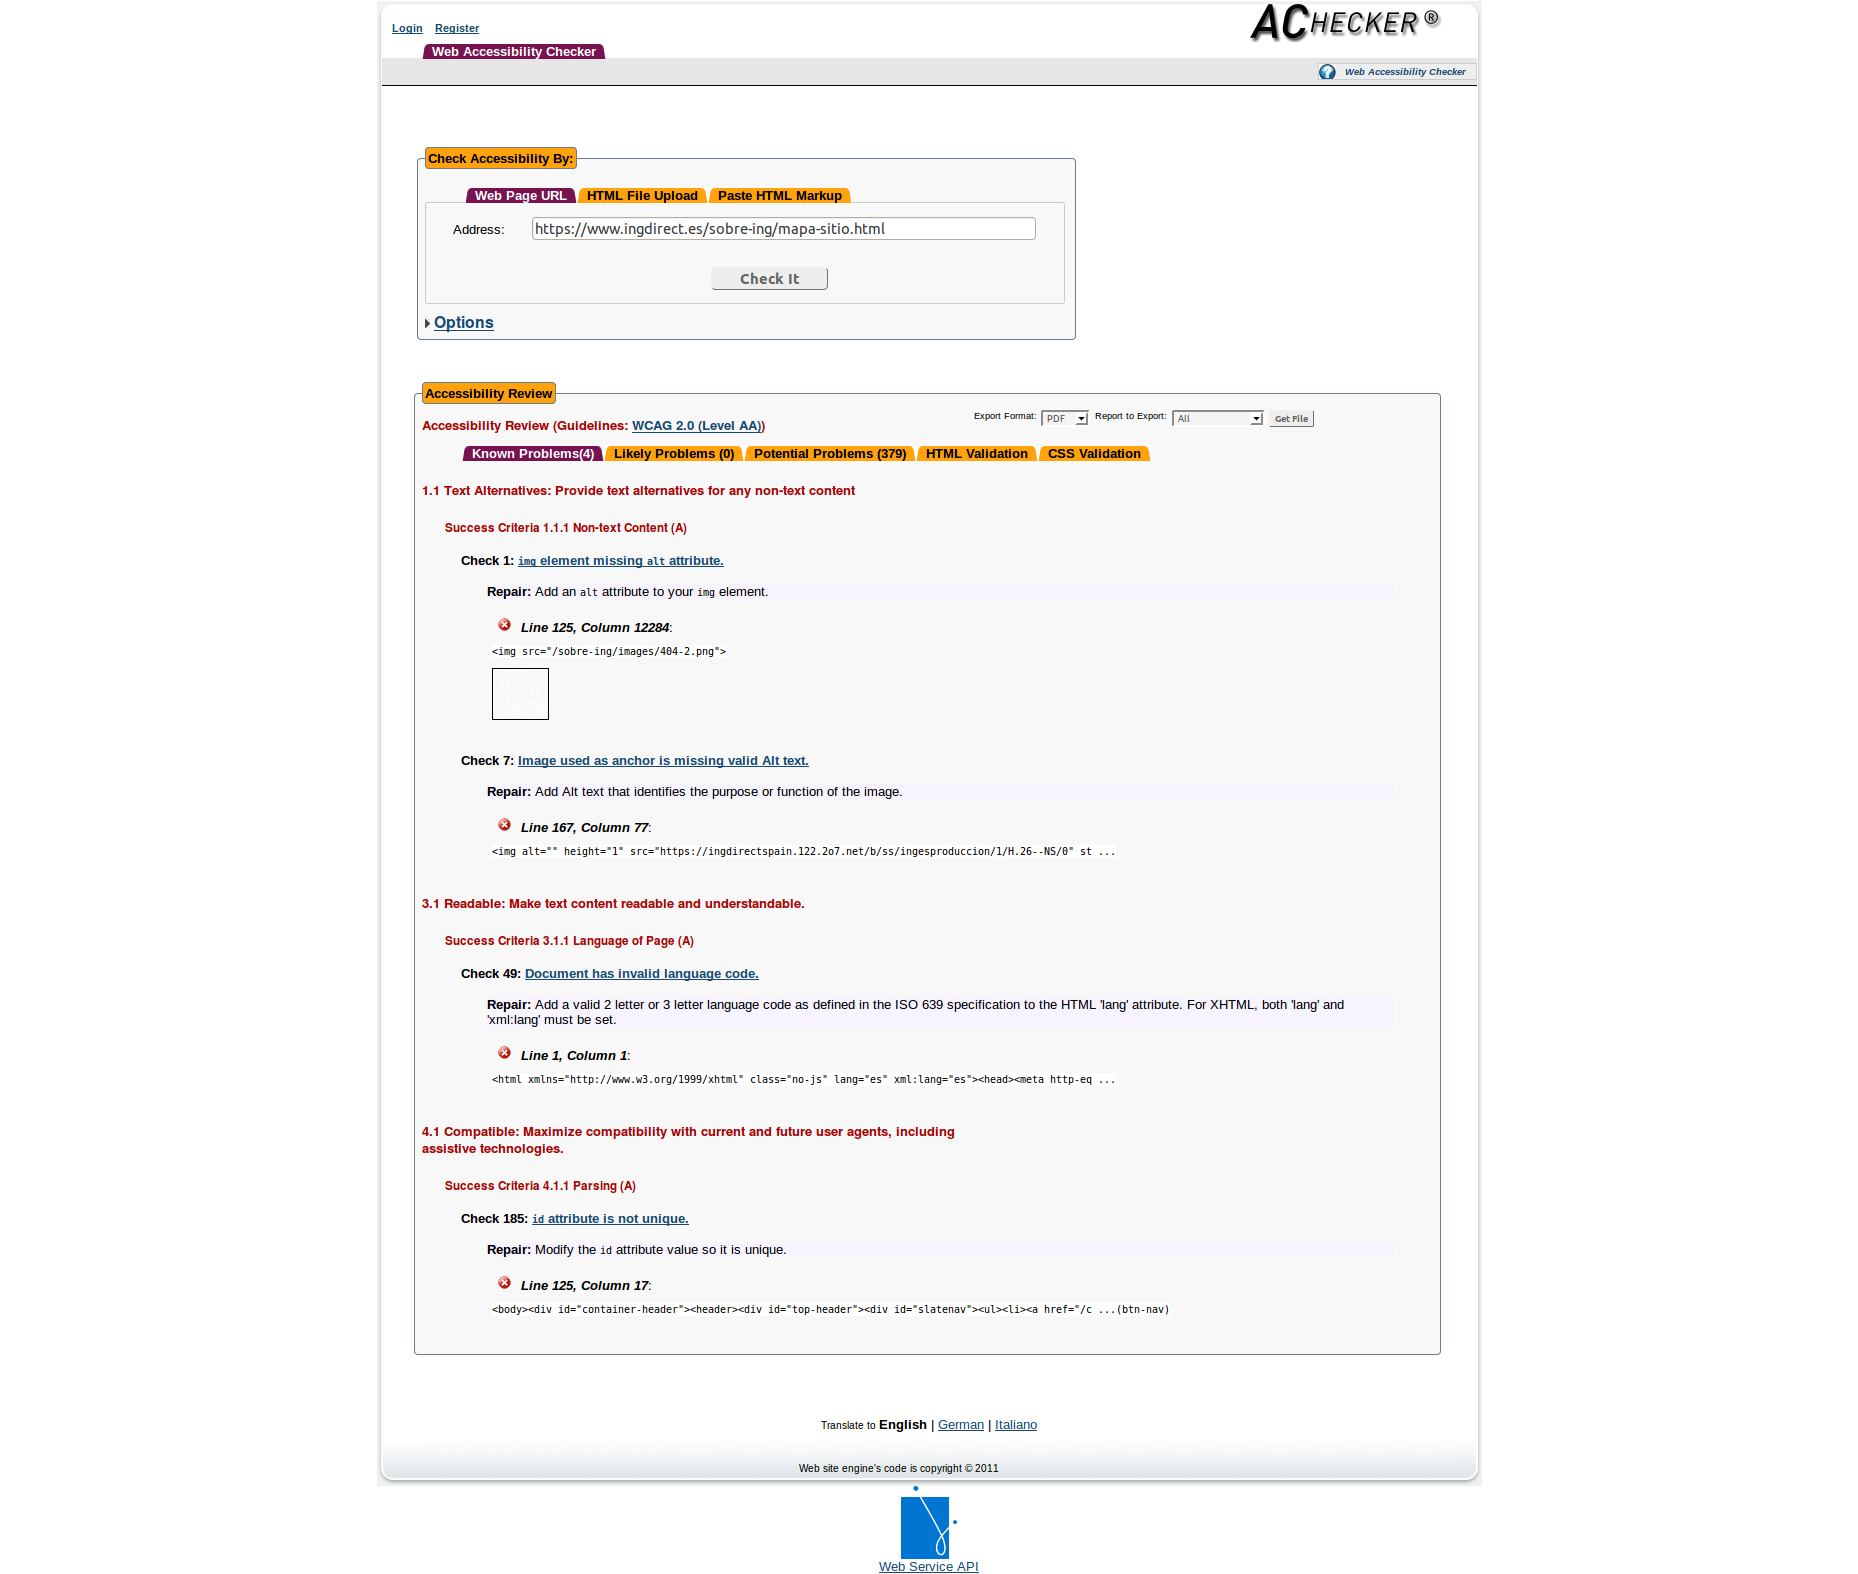 Login Register
ACHECKER ®
Web Accessibility Checker
Web Accessibility Checker
Check Accessibility By:
Web Page URL HTML File Upload Paste HTML Markup
Address: https://www.ingdirect.es/sobre-ing/mapa-sitio.html
Check It
Options
Accessibility Review
Export Format: PDF Report to Export: All Get File
Accessibility Review (Guidelines: WCAG 2.0 (Level AA))
Known Problems(4) Likely Problems (0) Potential Problems (379) HTML Validation CSS Validation
1.1 Text Alternatives: Provide text alternatives for any non-text content
Success Criteria 1.1.1 Non-text Content (A)
Check 1: img element missing alt attribute.
Repair: Add an alt attribute to your img element.
Line 125, Column 12284:
<img src="/sobre-ing/images/404-2.png">
Check 7: Image used as anchor is missing valid Alt text.
Repair: Add Alt text that identifies the purpose or function of the image.
Line 167, Column 77:
<img alt="" height="1" src="https://ingdirectspain.122.2o7.net/b/ss/ingesproduccion/1/H.26--NS/0" st ...
3.1 Readable: Make text content readable and understandable.
Success Criteria 3.1.1 Language of Page (A)
Check 49: Document has invalid language code.
Repair: Add a valid 2 letter or 3 letter language code as defined in the ISO 639 specification to the HTML 'lang' attribute. For XHTML, both 'lang' and
'xml:lang' must be set.
Line 1, Column 1:
<html xmlns="http://www.w3.org/1999/xhtml" class="no-js" lang="es" xml:lang="es"><head><meta http-eq ...
4.1 Compatible: Maximize compatibility with current and future user agents, including
assistive technologies.
Success Criteria 4.1.1 Parsing (A)
Check 185: id attribute is not unique.
Repair: Modify the id attribute value so it is unique.
Line 125, Column 17:
<body><div id="container-header"><header><div id="top-header"><div id="slatenav"><ul><li><a href="/c ...(btn-nav)
Translate to English | German | Italiano
Web site engine's code is copyright © 2011
Web Service API